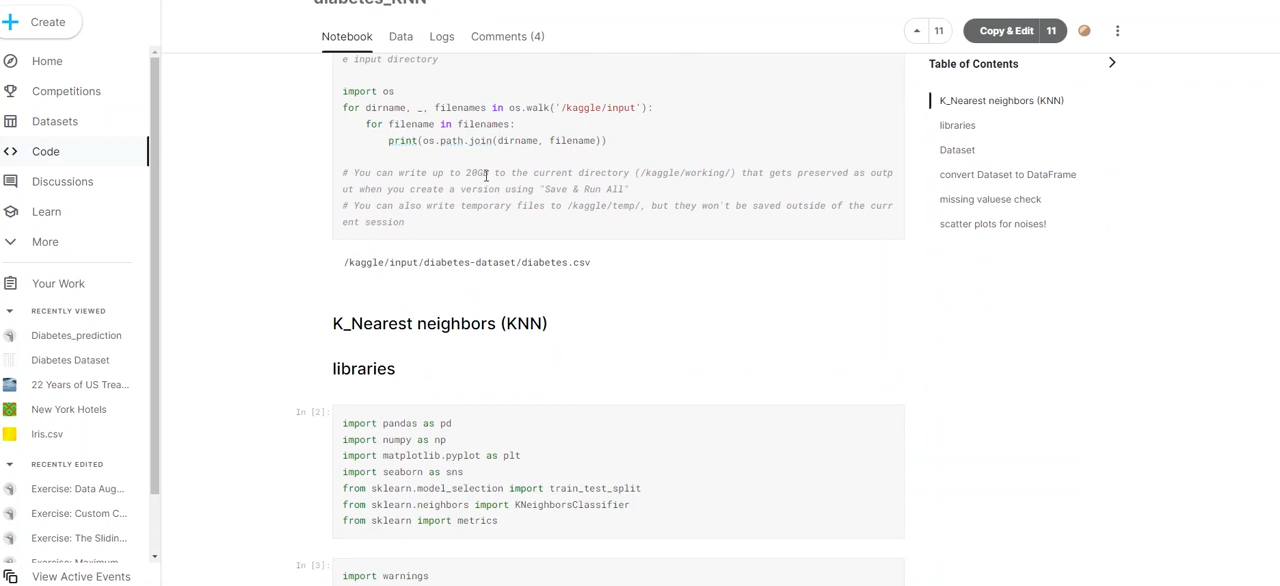 Create
Home
Competitions
Datasets
Code
Discussions
Learn
More
Your Work
RECENTLY VIEWED
Diabetes_prediction
Diabetes Dataset
22 Years of US Trea...
New York Hotels
Iris.csv
RECENTLY EDITED
Exercise: Data Aug...
Exercise: Custom C...
Exercise: The Slidin...
Exercise: Maximum
View Active Events
diabetes_KNN
Notebook Data Logs Comments (4)
11 Copy & Edit 11
e input directory
import os
for dirname, _, filenames in os.walk('/kaggle/input'):
for filename in filenames:
print(os.path.join(dirname, filename))
# You can write up to 20GB to the current directory (/kaggle/working/) that gets preserved as outp
ut when you create a version using "Save & Run All"
# You can also write temporary files to /kaggle/temp/, but they won't be saved outside of the curr
ent session
/kaggle/input/diabetes-dataset/diabetes.csv
K_Nearest neighbors (KNN)
libraries
In [2]:
import pandas as pd
import numpy as np
import matplotlib.pyplot as plt
import seaborn as sns
from sklearn.model_selection import train_test_split
from sklearn.neighbors import KNeighborsClassifier
from sklearn import metrics
In [3]:
import warnings
Table of Contents
K_Nearest neighbors (KNN)
libraries
Dataset
convert Dataset to DataFrame
missing valuese check
scatter plots for noises!